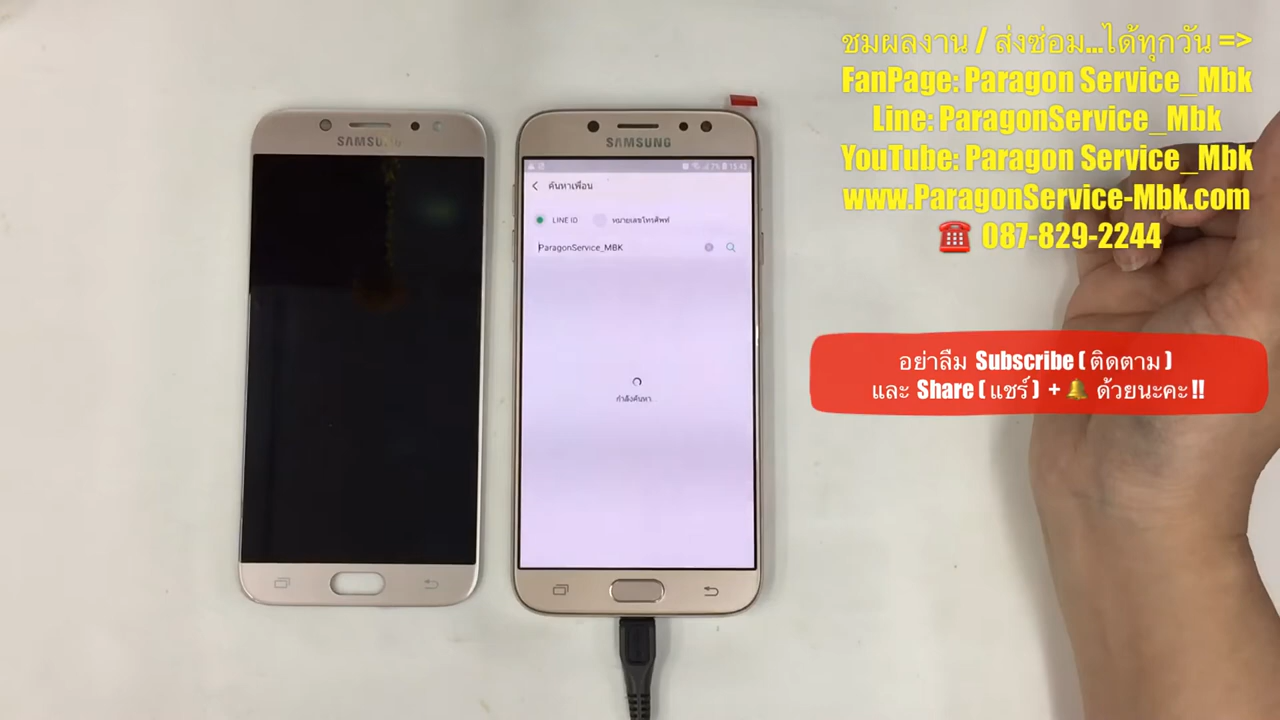 ชมผลงาน / ส่งซ่อม...ได้ทุกวัน =>
FanPage: Paragon Service_Mbk
Line: ParagonService_Mbk
YouTube: Paragon Service_Mbk
www.ParagonService-Mbk.com
☎️ 087-829-2244
อย่าลืม Subscribe ( ติดตาม )
และ Share ( แชร์ ) + 🔔 ด้วยนะคะ !!
SAMSUNG
SAMSUNG
7% 15:43
ค้นหาเพื่อน
LINE ID หมายเลขโทรศัพท์
ParagonService_MBK
กำลังค้นหา